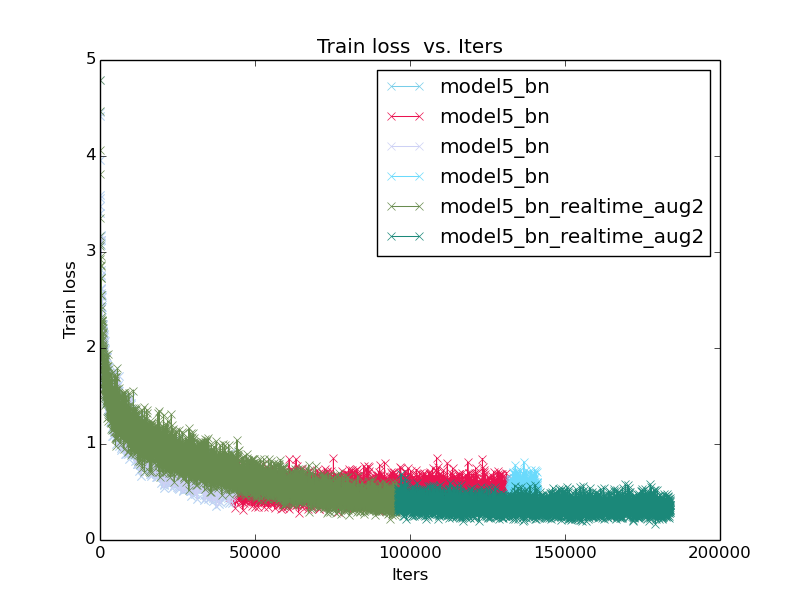 Train loss  vs. Iters
5
4
3
2
1
0
Train loss
model5_bn
model5_bn
model5_bn
model5_bn
model5_bn_realtime_aug2
model5_bn_realtime_aug2
0
50000
100000
150000
200000
Iters